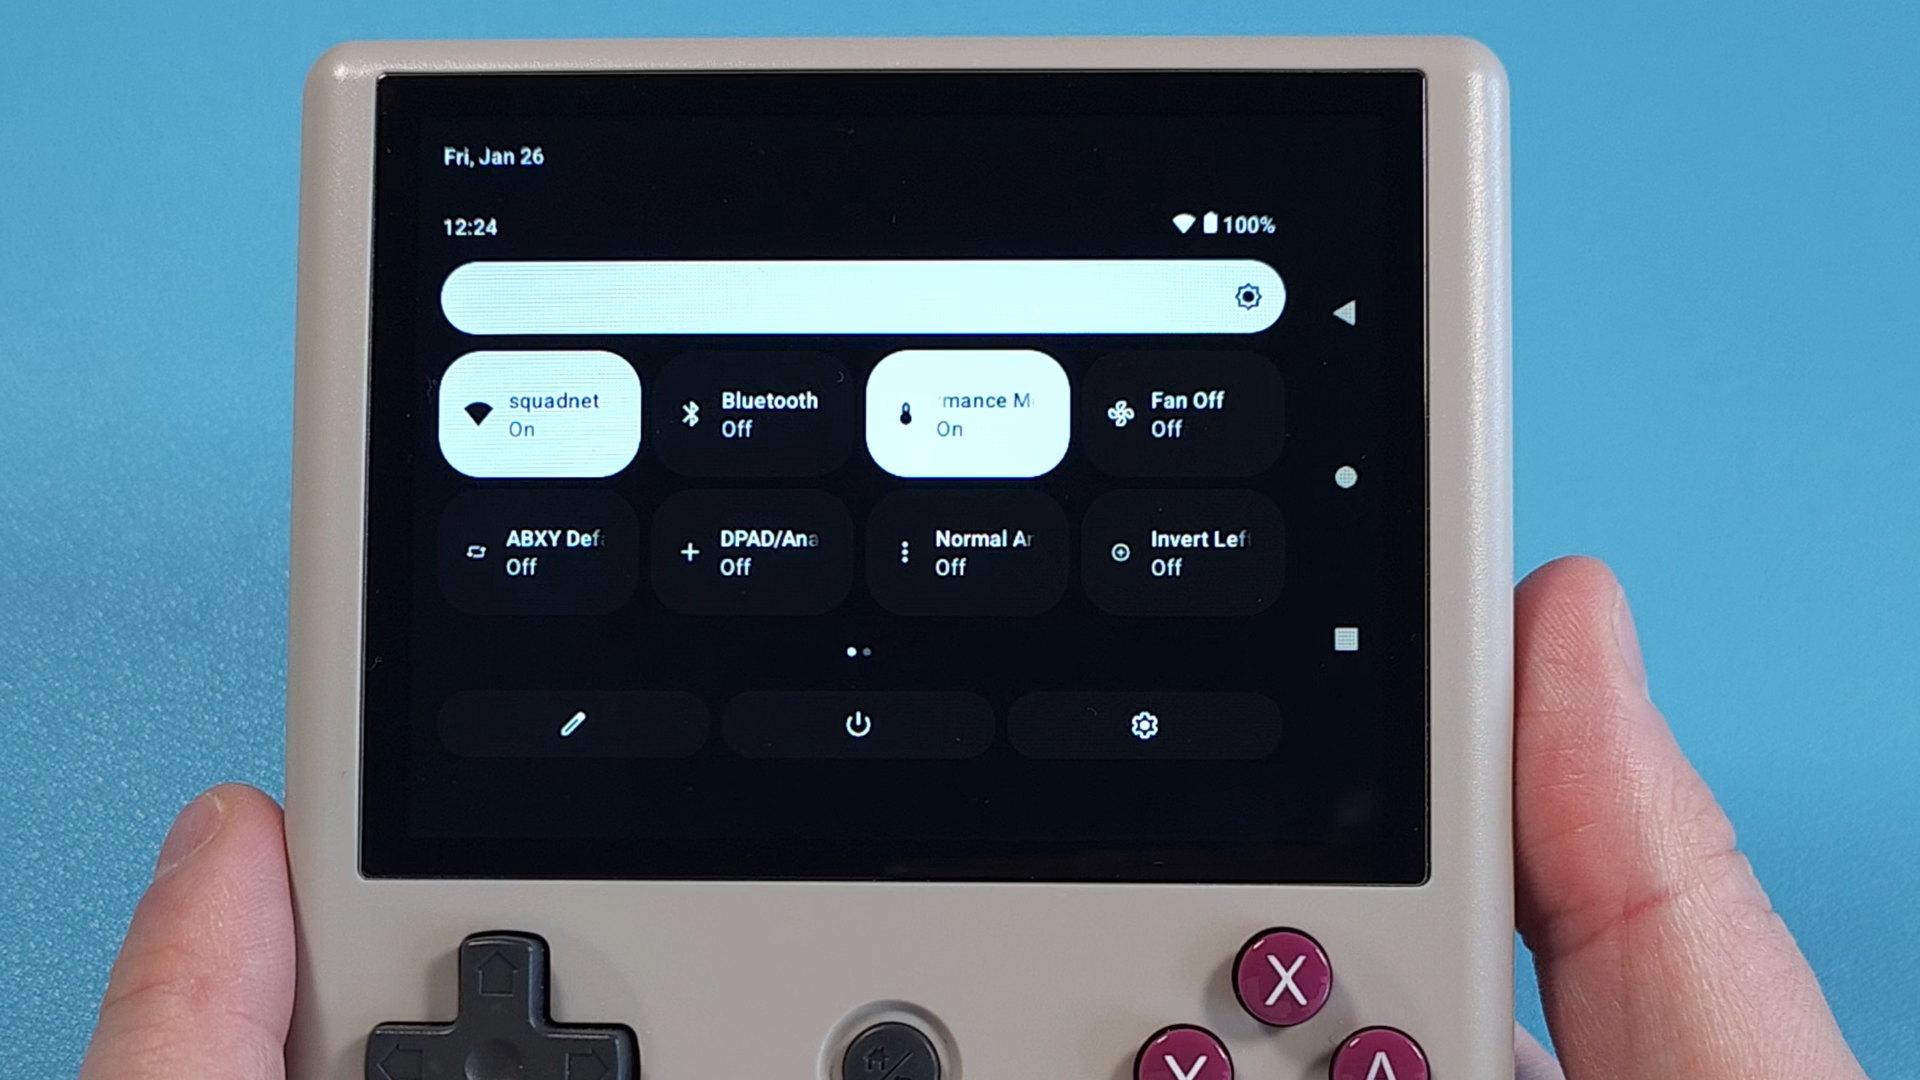 Fri, Jan 26
12:24
100%
squadnet
On
Bluetooth
Off
mance M
On
Fan Off
Off
ABXY Def
Off
DPAD/Ana
Off
Normal Ar
Off
Invert Lef
Off
X
Y
A